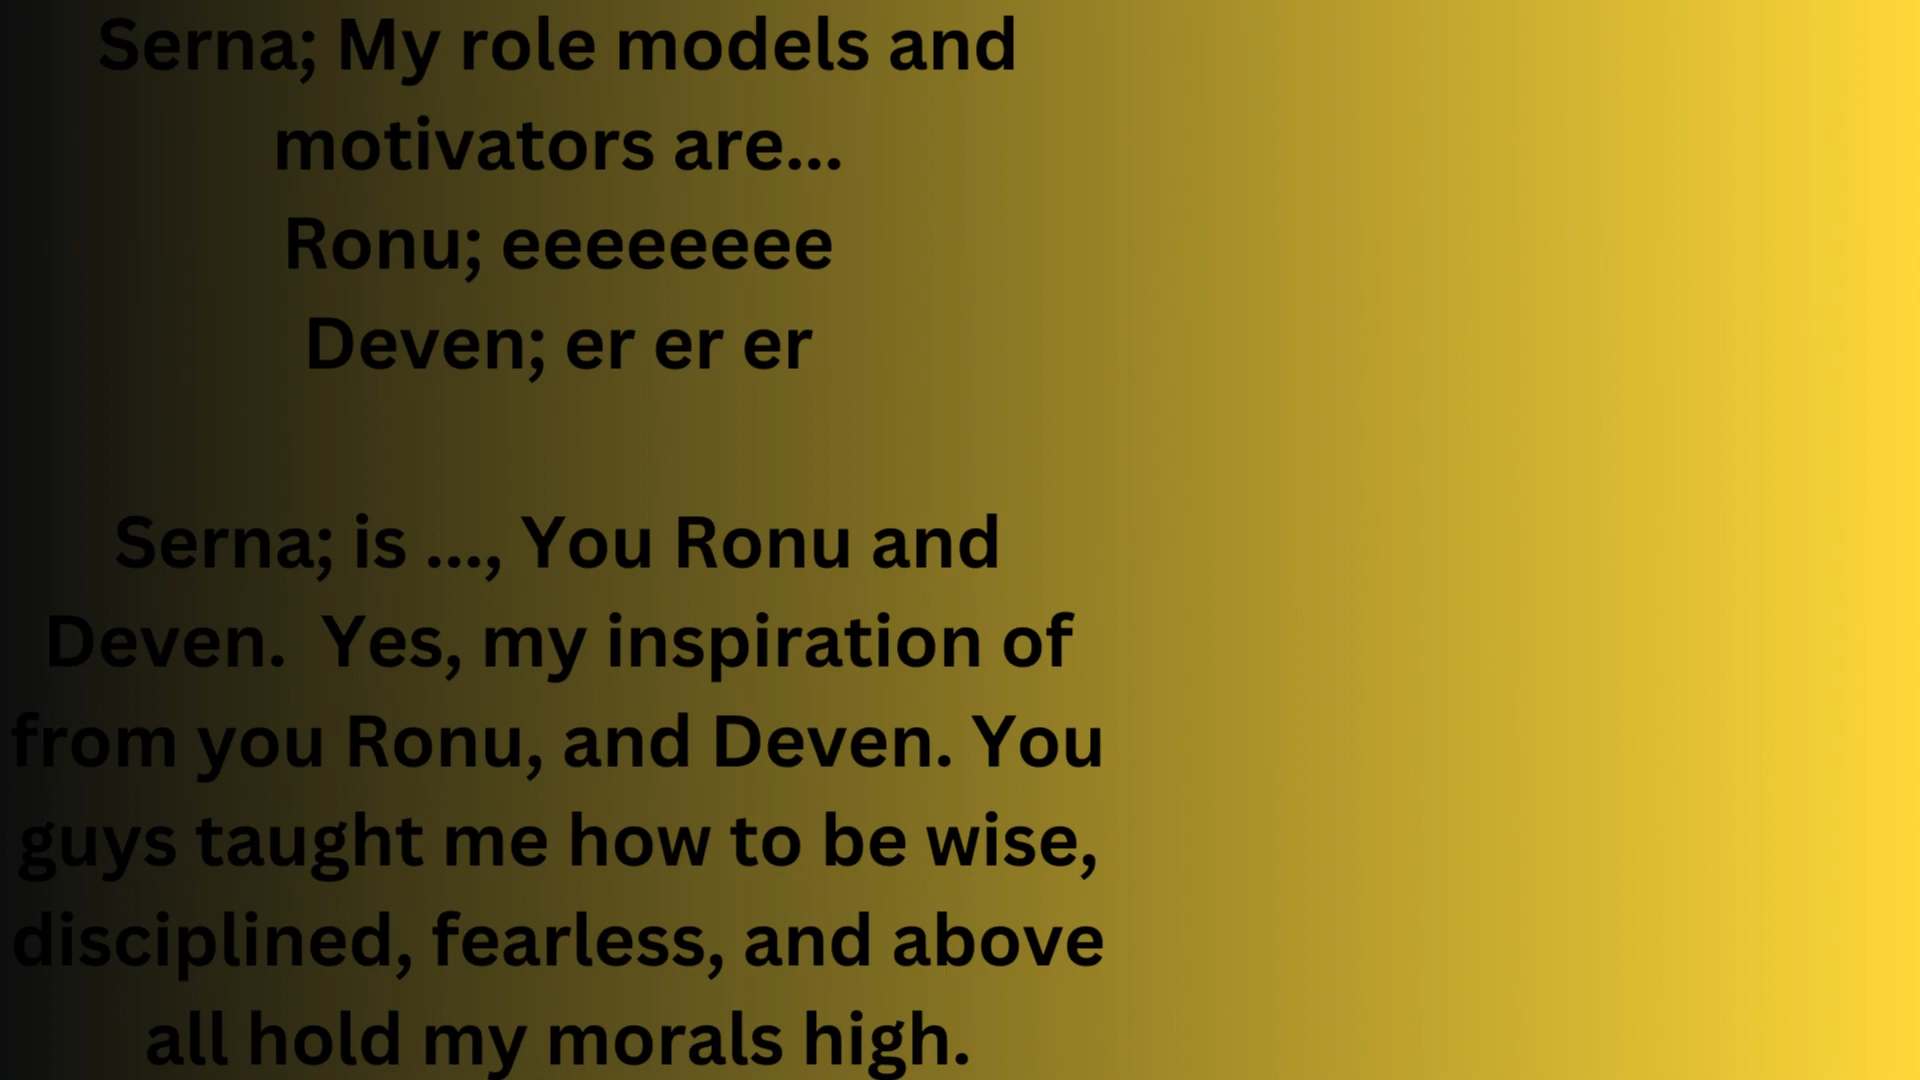 Serna; My role models and
motivators are...
Ronu; eeeeeeee
Deven; er er er
Serna; is ..., You Ronu and
Deven.  Yes, my inspiration of
from you Ronu, and Deven. You
guys taught me how to be wise,
disciplined, fearless, and above
all hold my morals high.